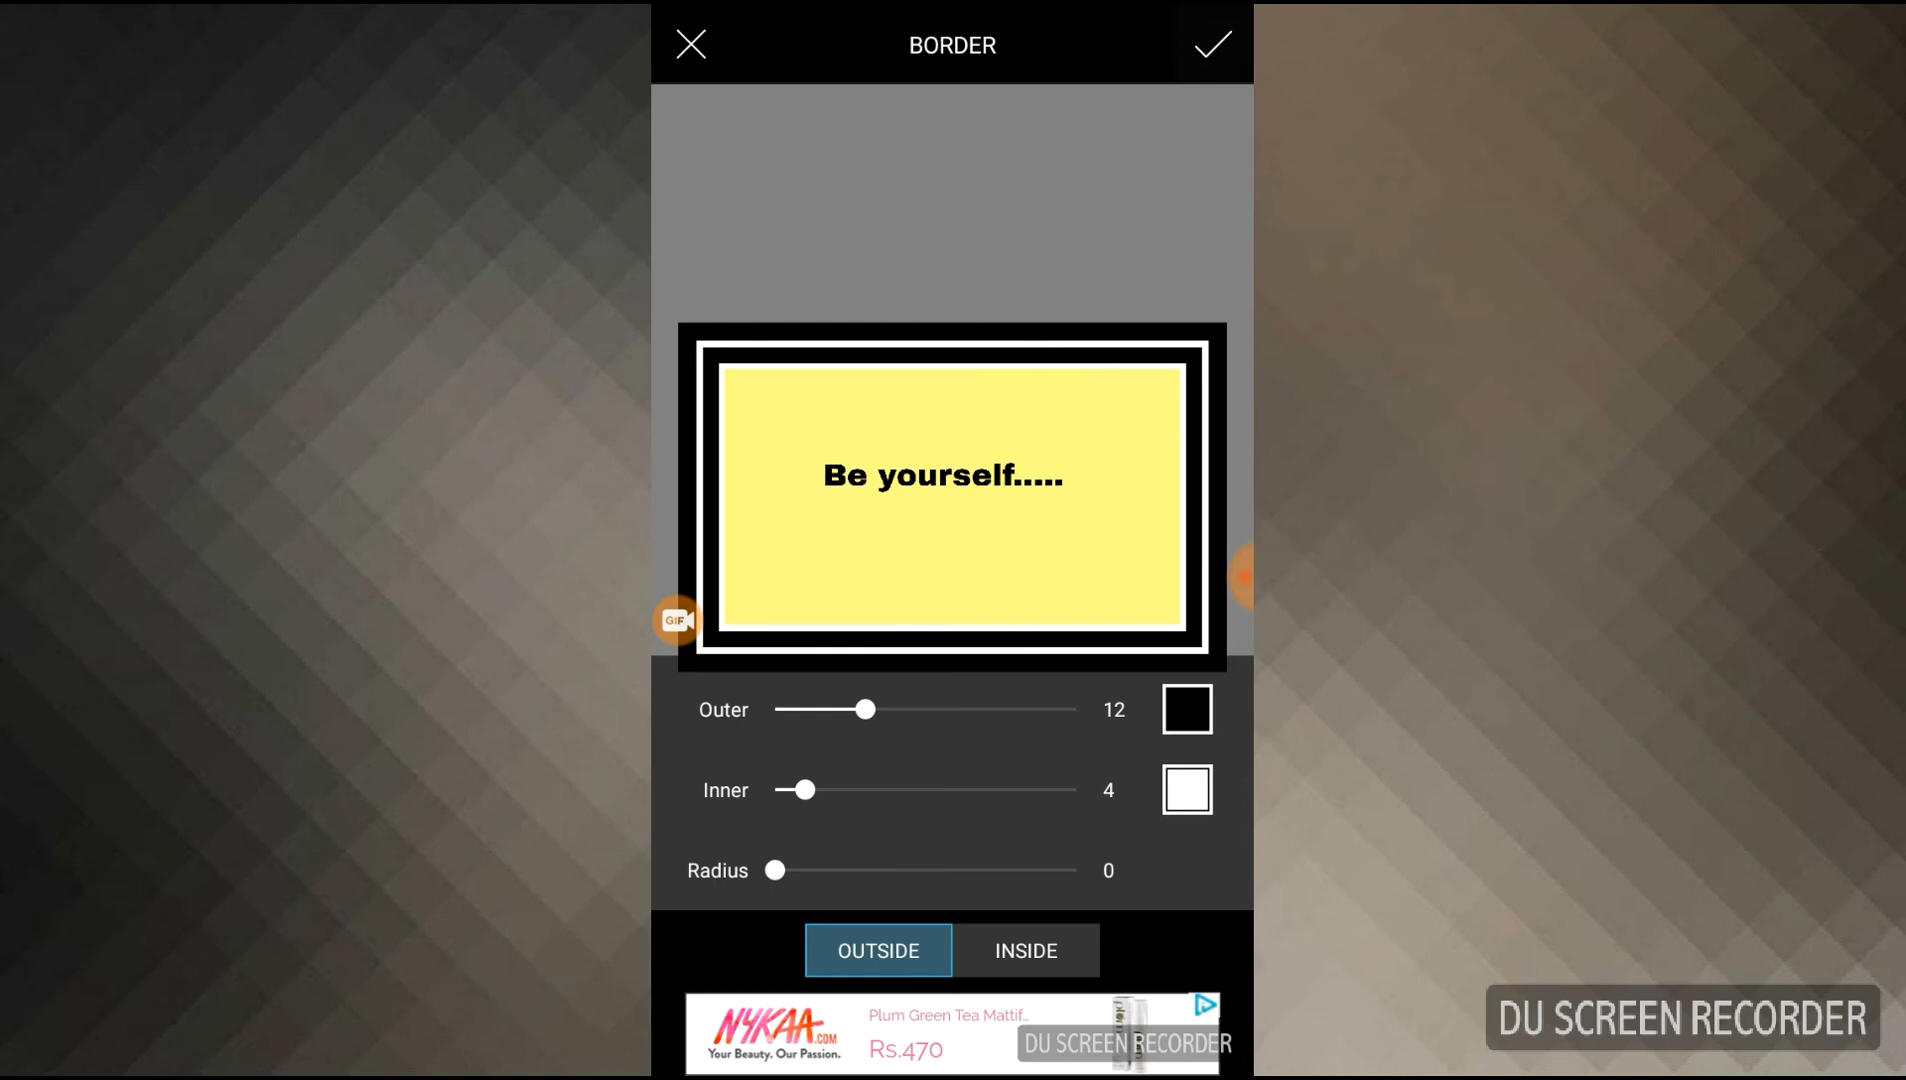 BORDER
Be yourself.....
GIF
Outer 12
Inner 4
Radius 0
OUTSIDE INSIDE
NYKAA.COM
Your Beauty. Our Passion.
Plum Green Tea Mattif...
Rs.470
DU SCREEN RECORDER
DU SCREEN RECORDER